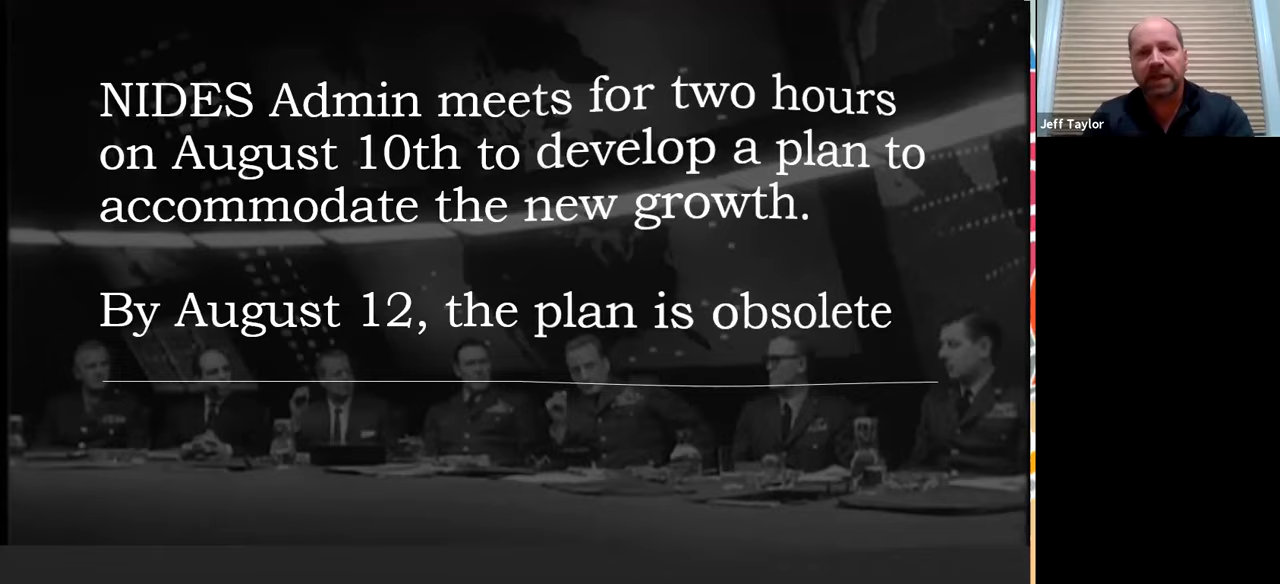 NIDES Admin meets for two hours
on August 10th to develop a plan to
accommodate the new growth.
By August 12, the plan is obsolete
Jeff Taylor